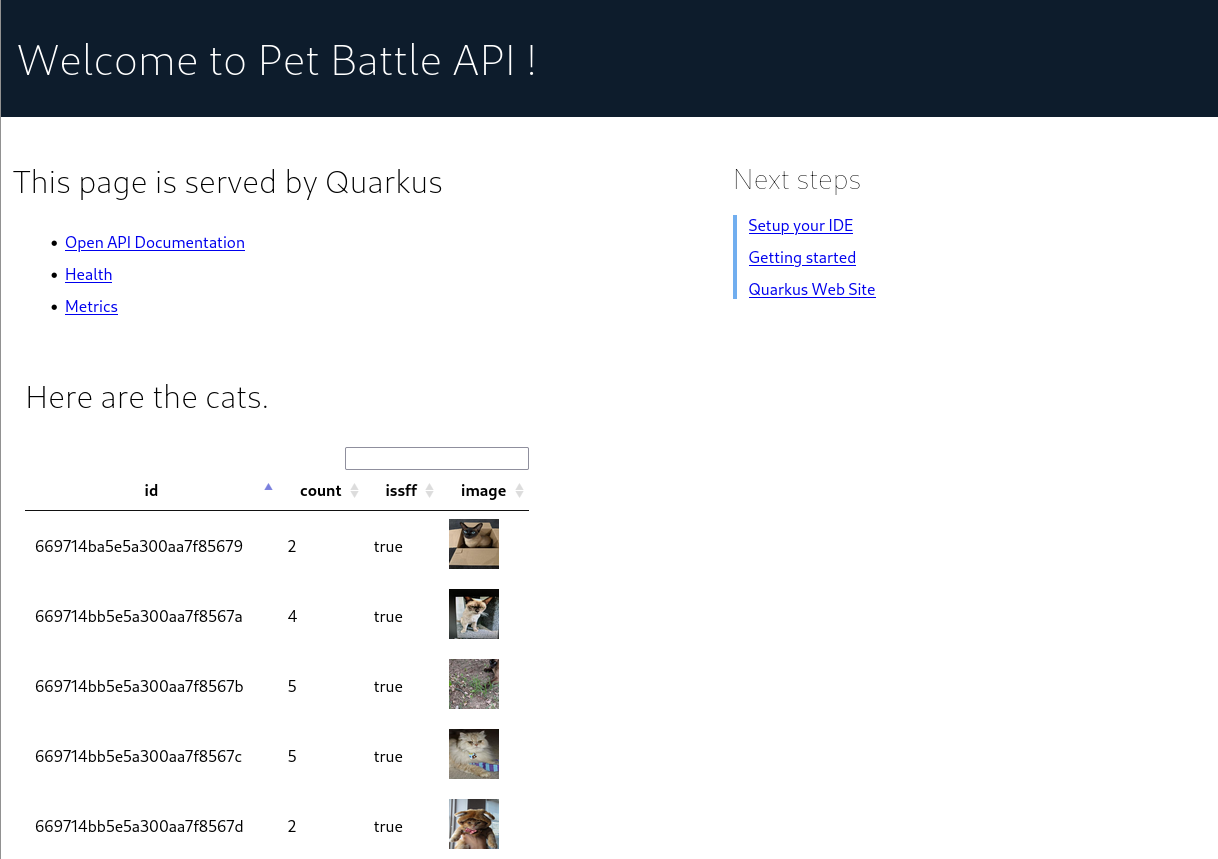 Welcome to Pet Battle API !
This page is served by Quarkus
Open API Documentation
Health
Metrics
Next steps
Setup your IDE
Getting started
Quarkus Web Site
Here are the cats.
id count issff image
669714ba5e5a300aa7f85679 2 true
669714bb5e5a300aa7f8567a 4 true
669714bb5e5a300aa7f8567b 5 true
669714bb5e5a300aa7f8567c 5 true
669714bb5e5a300aa7f8567d 2 true